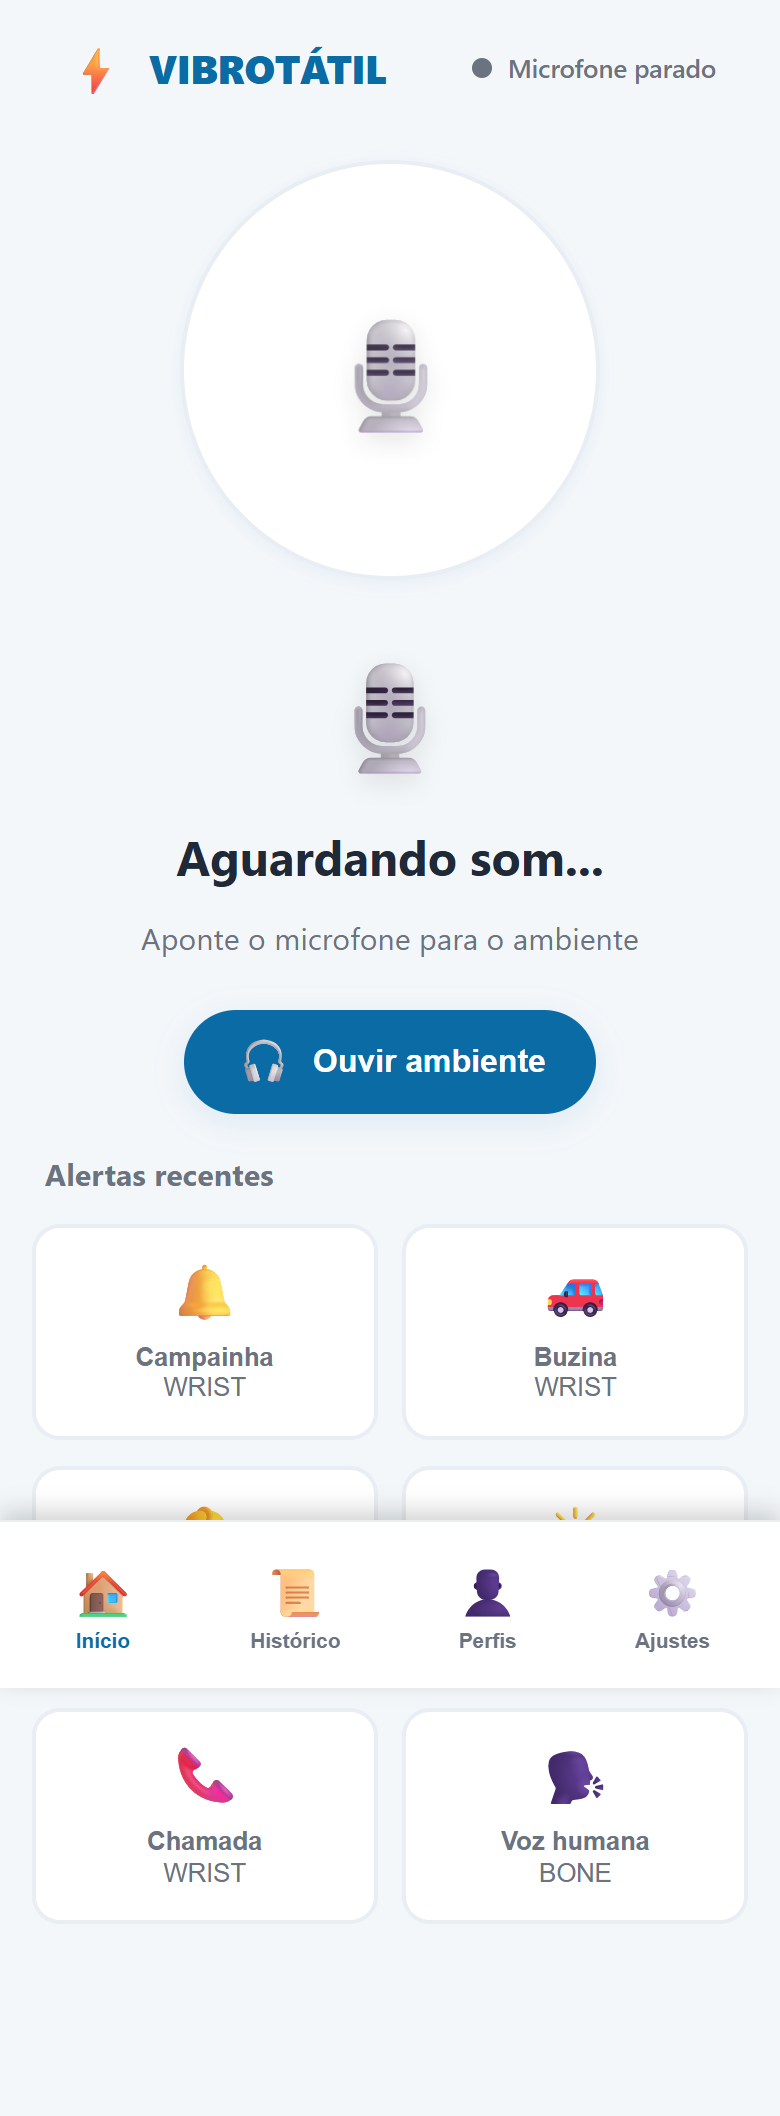 VIBROTÁTIL
Microfone parado
Aguardando som...
Aponte o microfone para o ambiente
Ouvir ambiente
Alertas recentes
Campainha
WRIST
Buzina
WRIST
Início
Histórico
Perfis
Ajustes
Chamada
WRIST
Voz humana
BONE